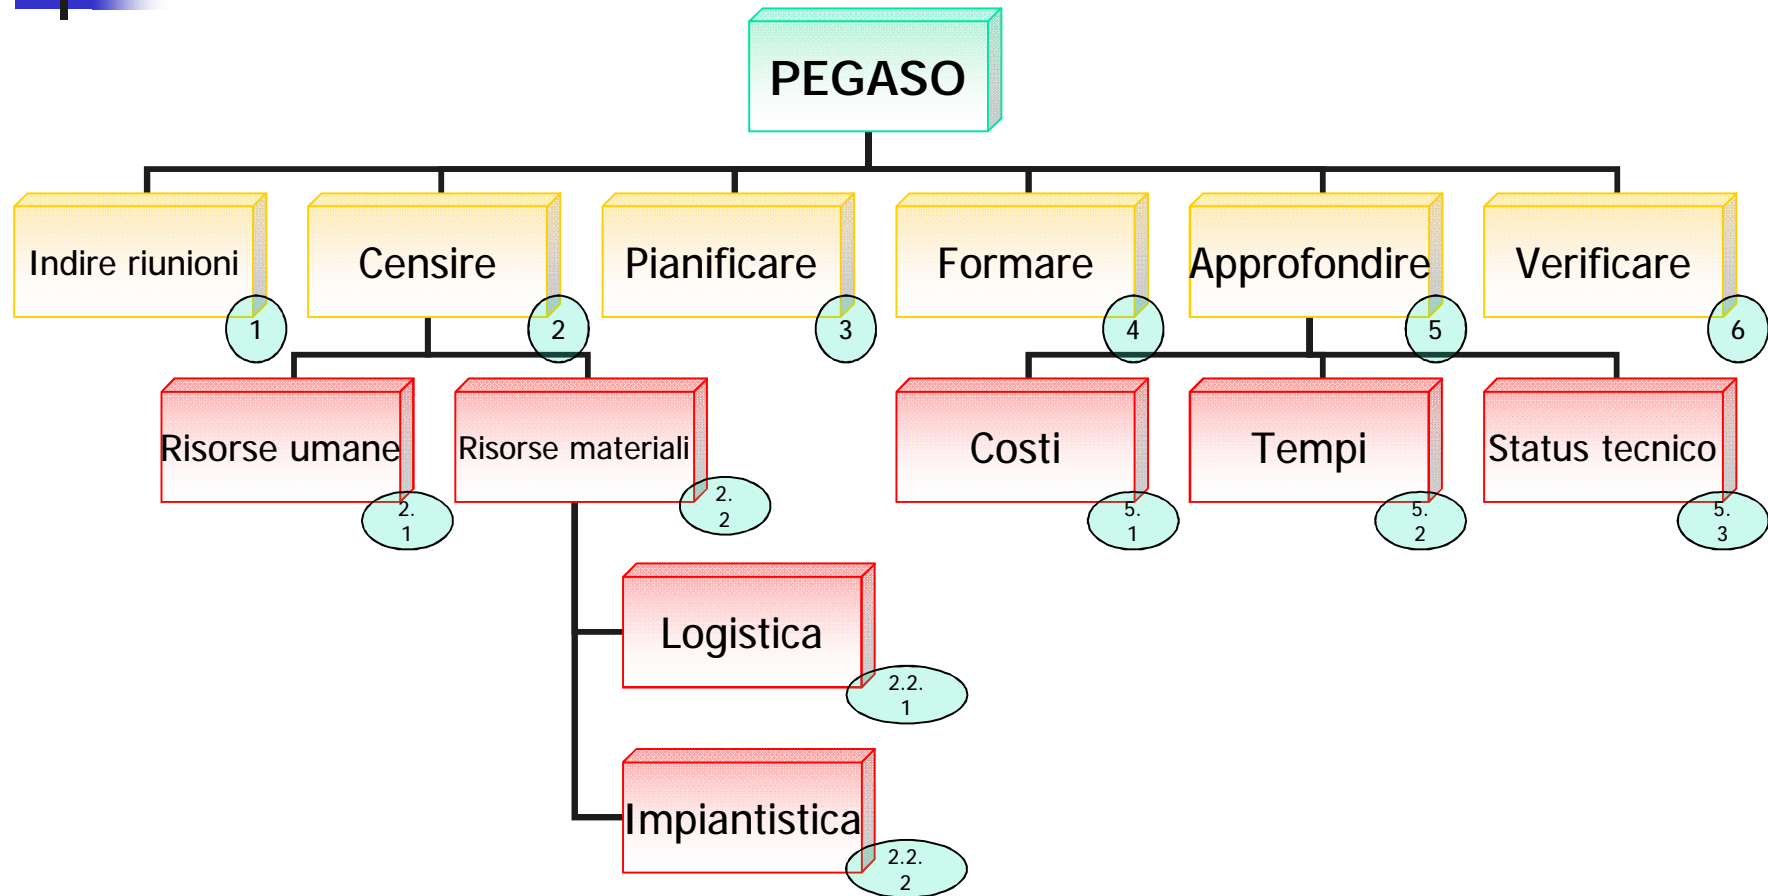 PEGASO
Indire riunioni
Censire
Pianificare
Formare
Approfondire
Verificare
1
2
3
4
5
6
Risorse umane
Risorse materiali
Costi
Tempi
Status tecnico
2.
1
2.
2
5.
1
5.
2
5.
3
Logistica
2.2.
1
Impiantistica
2.2.
2